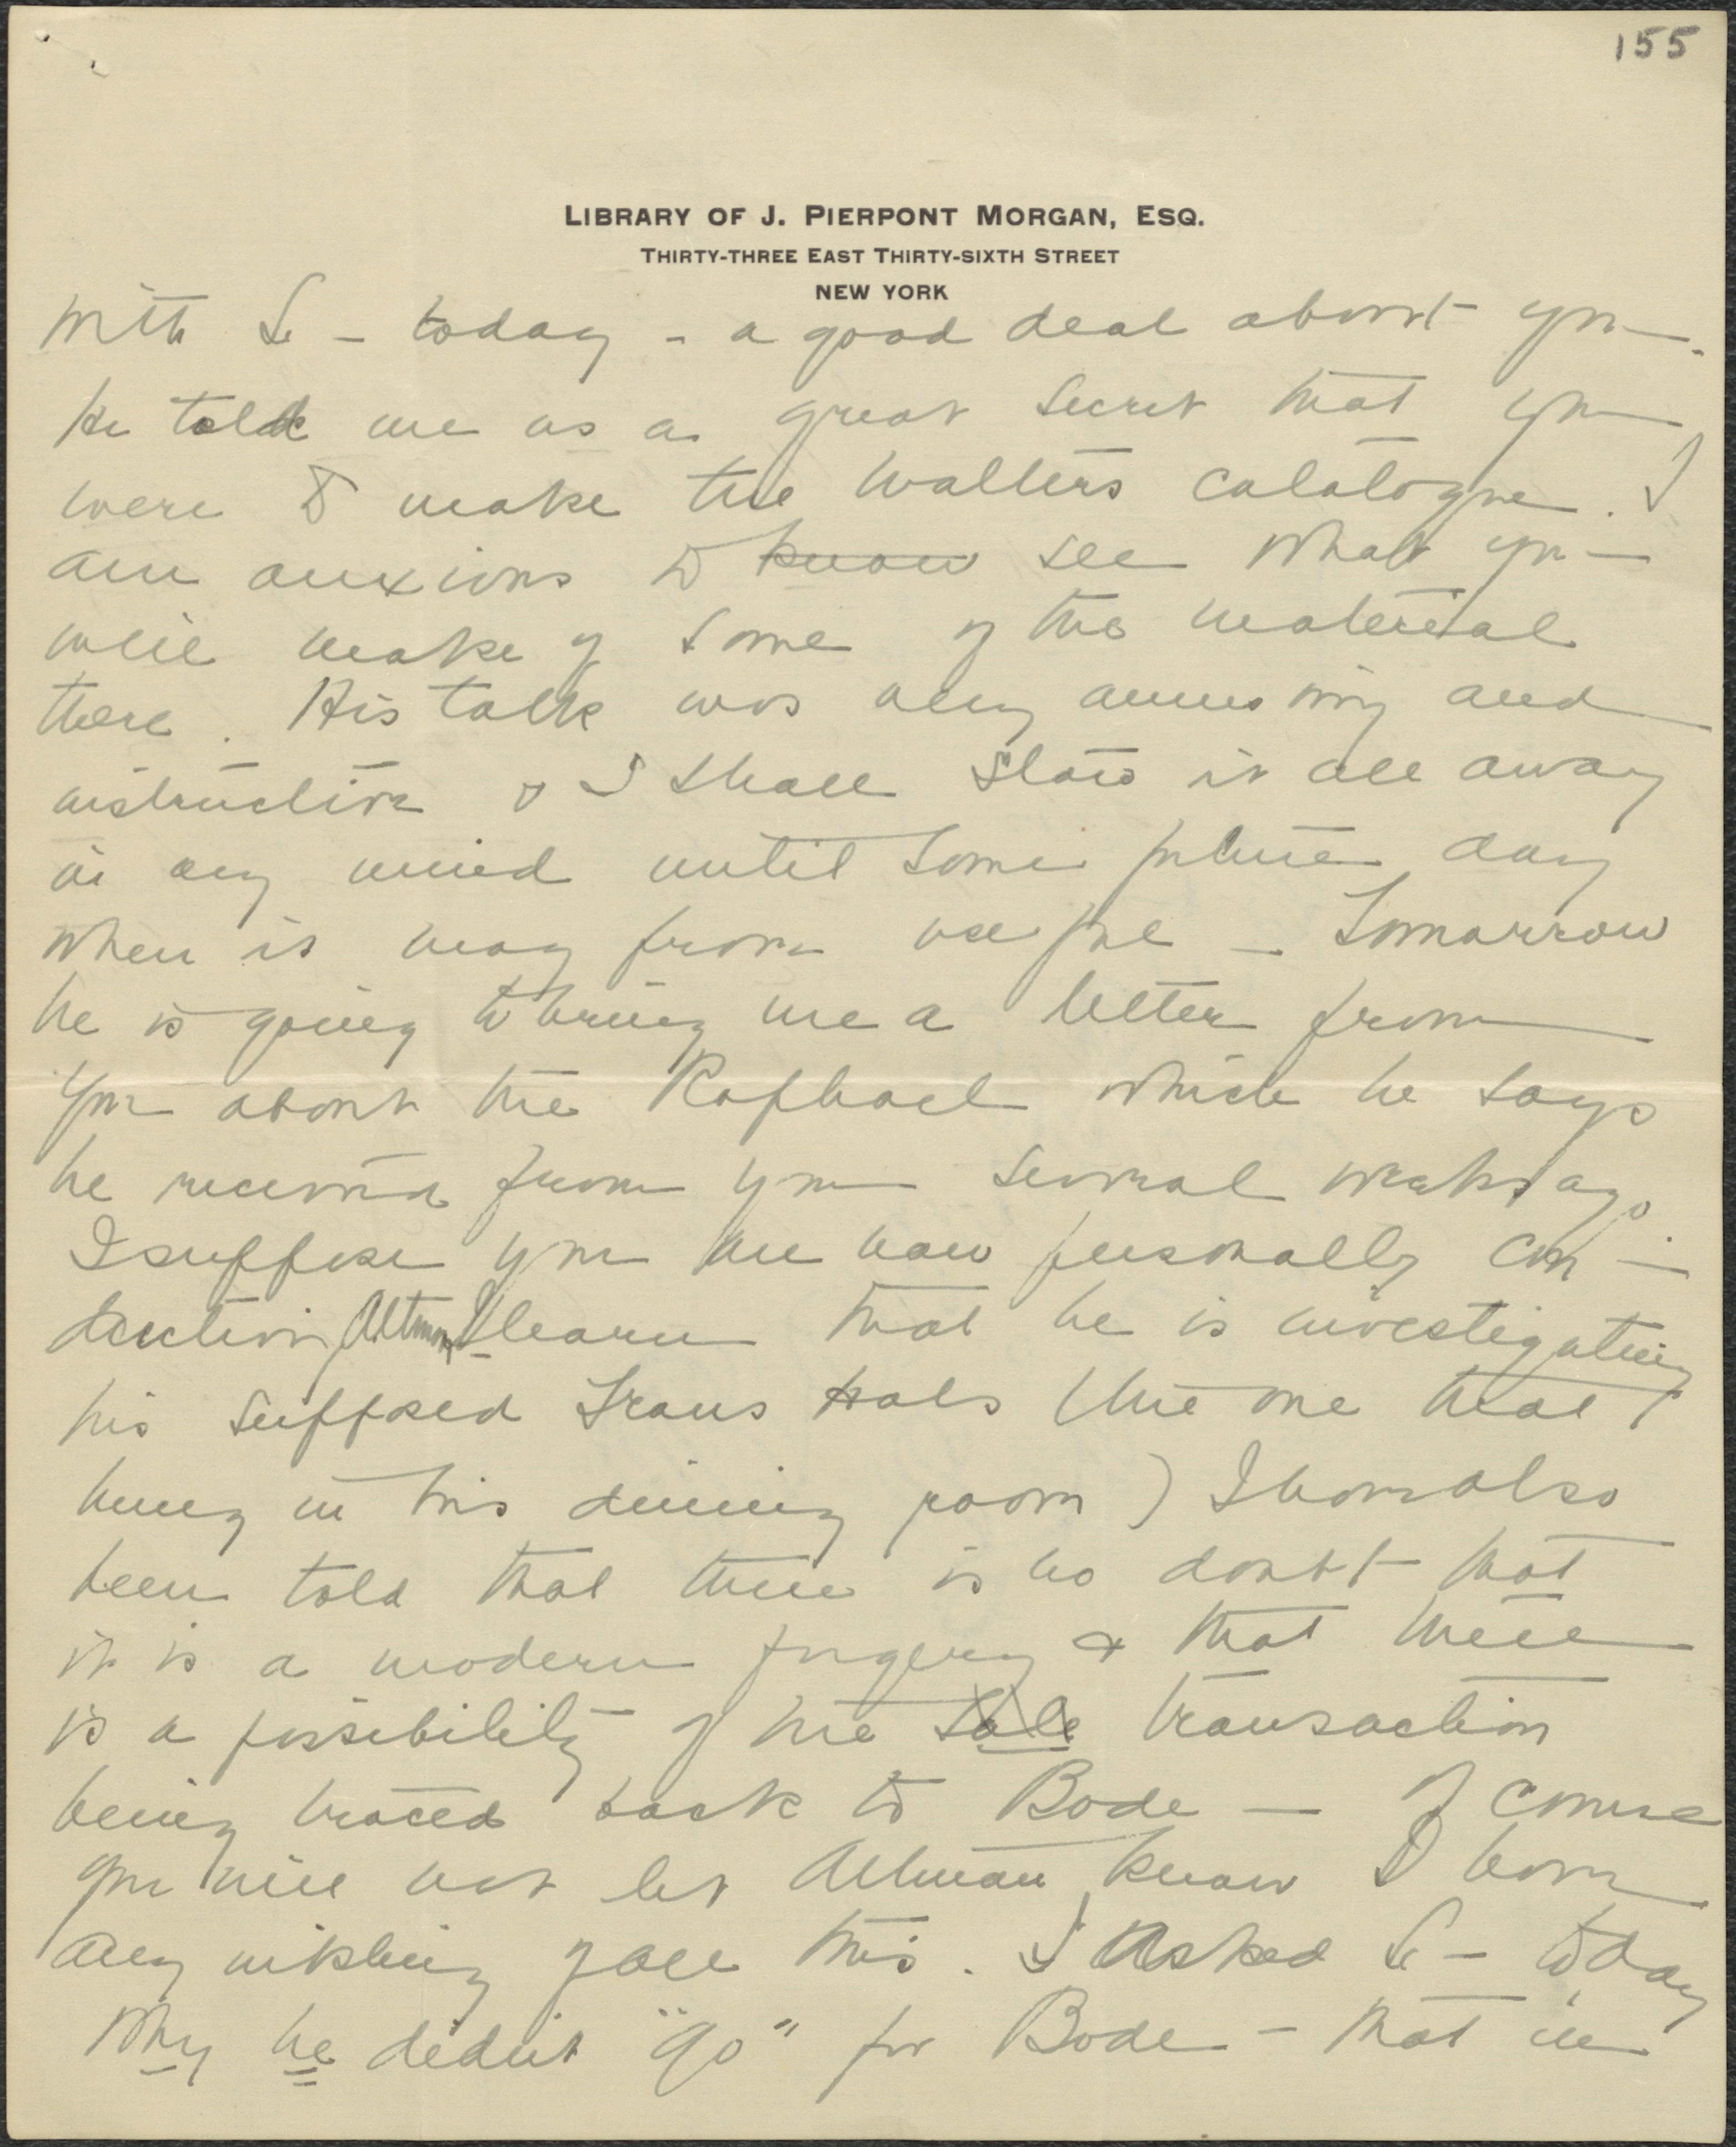 155
LIBRARY OF J. PIERPONT MORGAN, ESQ.
THIRTY-THREE EAST THIRTY-SIXTH STREET
NEW YORK
with S. – today – a good deal about you.
He told me as a great secret that you
were to make the Walters catalogue. I
am anxious to know see what you
will make of some of the material
there. His talk was very amusing and
instructive & I shall stow it all away
in my mind until some future day
when it may prove useful – Tomorrow
he is going to bring me a letter from
you about the Raphael which he says
he received from you several weeks ago.
I suppose you are now personally con–
ducting Altman I learn that he is investigating
his supposed Franz Hals (the one that
hung in his dining room) I have also
been told that there is no doubt that
it is a modern forgery & that there
is a possibility of the sale transaction
being traced back to Bode — Of course
you will not let Altman know I have
any inkling of all this. I asked S. – today
why he didn't "go" for Bode – that in